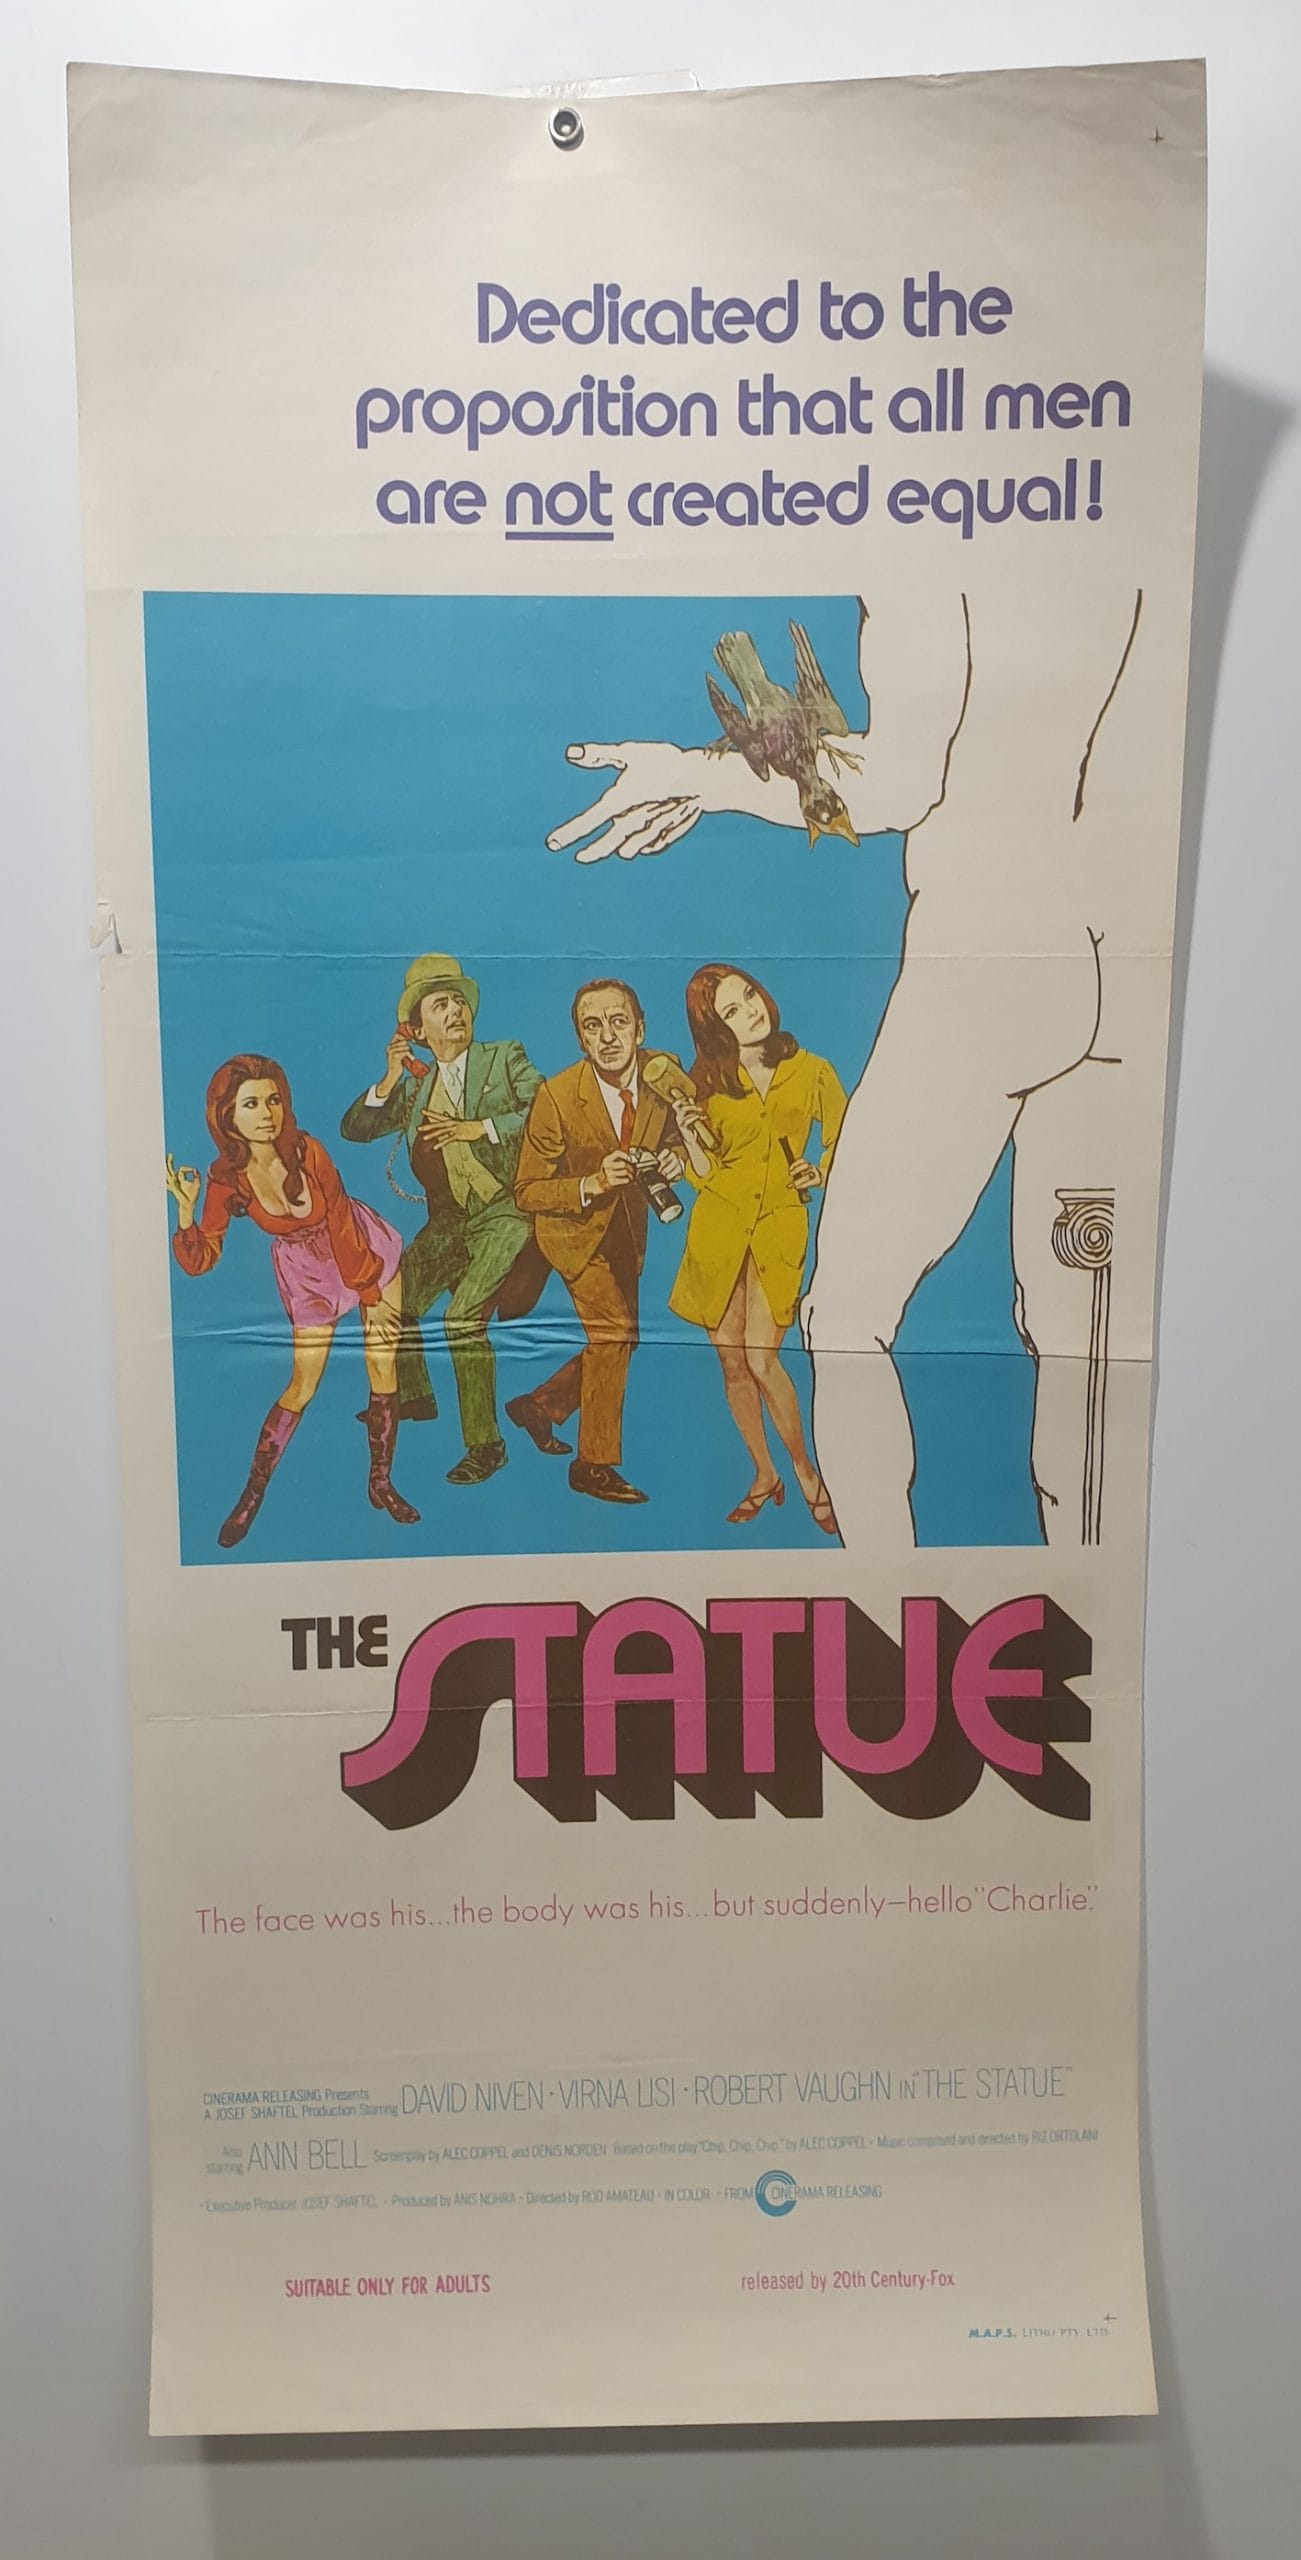 Dedicated to the
proposition that all men
are not created equal!
THE STATUE
The face was his...the body was his...but suddenly–hello "Charlie."
CINERAMA RELEASING Presents
A JOSEF SHAFTEL Production Starring DAVID NIVEN · VIRNA LISI · ROBERT VAUGHN IN "THE STATUE"
Also starring ANN BELL Screenplay by ALEC COPPEL and DENIS NORDEN Based on the play "Chip, Chip, Chip" by ALEC COPPEL · Music composed and directed by RIZ ORTOLANI
Executive Producer JOSEF SHAFTEL · Produced by ANIS NOHRA · Directed by ROD AMATEAU · IN COLOR · FROM CINERAMA RELEASING
SUITABLE ONLY FOR ADULTS
released by 20th Century-Fox
M.A.P.S. LITHO PTY LTD